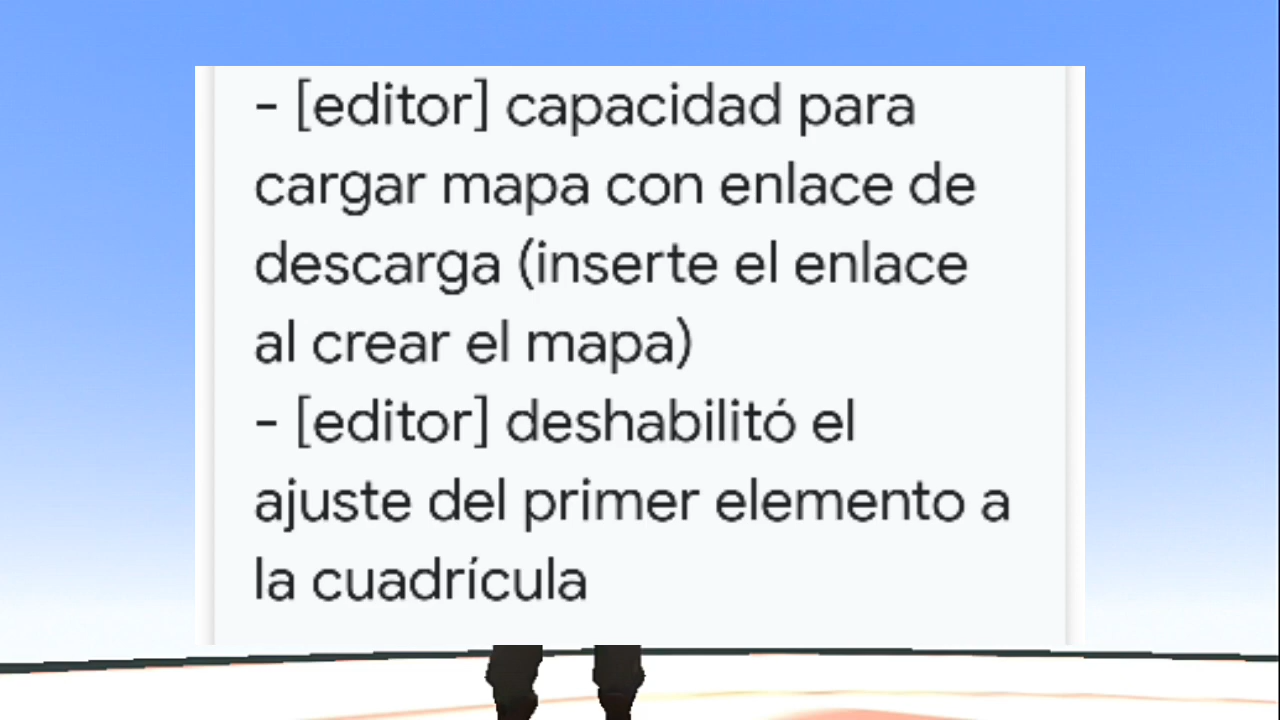 - [editor] capacidad para
cargar mapa con enlace de
descarga (inserte el enlace
al crear el mapa)
- [editor] deshabilitó el
ajuste del primer elemento a
la cuadrícula